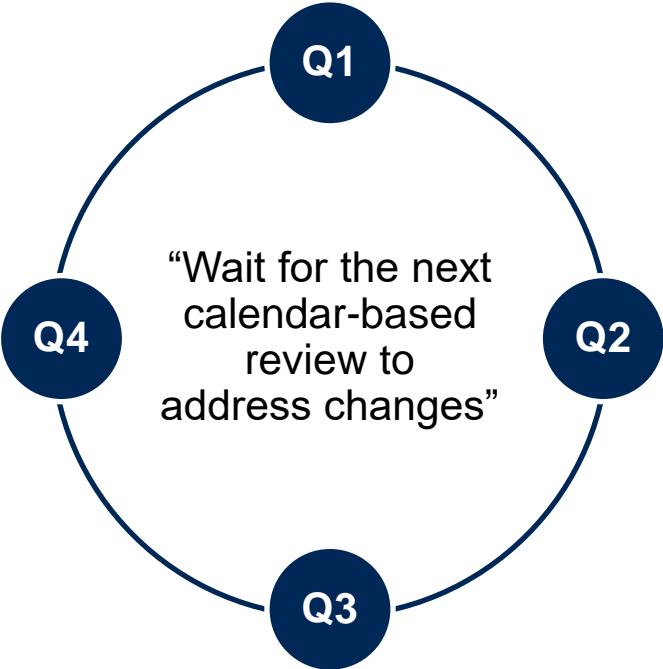 Q1
“Wait for the next
calendar-based
review to
address changes”
Q4
Q2
Q3